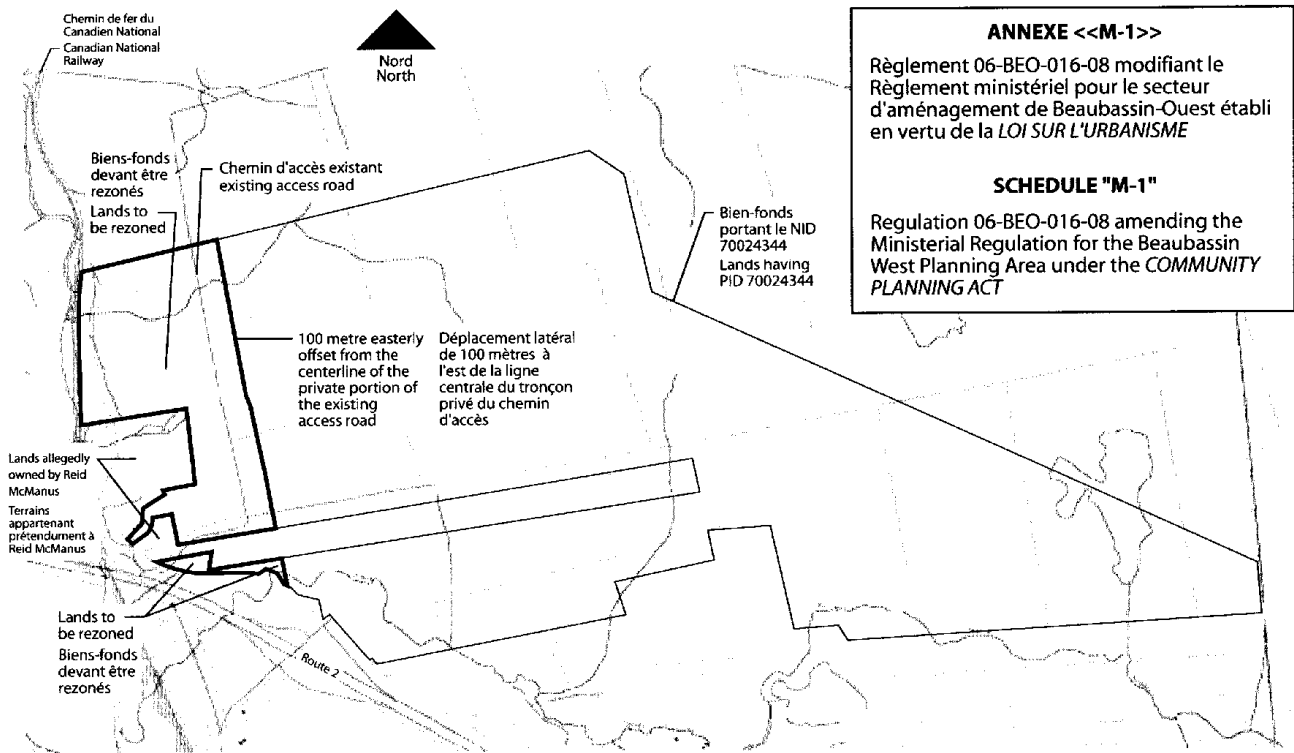 Chemin de fer du
Canadien National
Canadian National
Railway
Nord
North
ANNEXE <<M-1>>
Règlement 06-BEO-016-08 modifiant le
Règlement ministériel pour le secteur
d'aménagement de Beaubassin-Ouest établi
en vertu de la LOI SUR L'URBANISME
SCHEDULE "M-1"
Regulation 06-BEO-016-08 amending the
Ministerial Regulation for the Beaubassin
West Planning Area under the COMMUNITY
PLANNING ACT
Biens-fonds
devant être
rezonés
Lands to
be rezoned
Chemin d'accès existant
existing access road
Bien-fonds
portant le NID
70024344
Lands having
PID 70024344
100 metre easterly
offset from the
centerline of the
private portion of
the existing
access road
Déplacement latéral
de 100 mètres à
l'est de la ligne
centrale du tronçon
privé du chemin
d'accès
Lands allegedly
owned by Reid
McManus
Terrains
appartenant
prétendument à
Reid McManus
Lands to
be rezoned
Biens-fonds
devant être
rezonés
Route 2